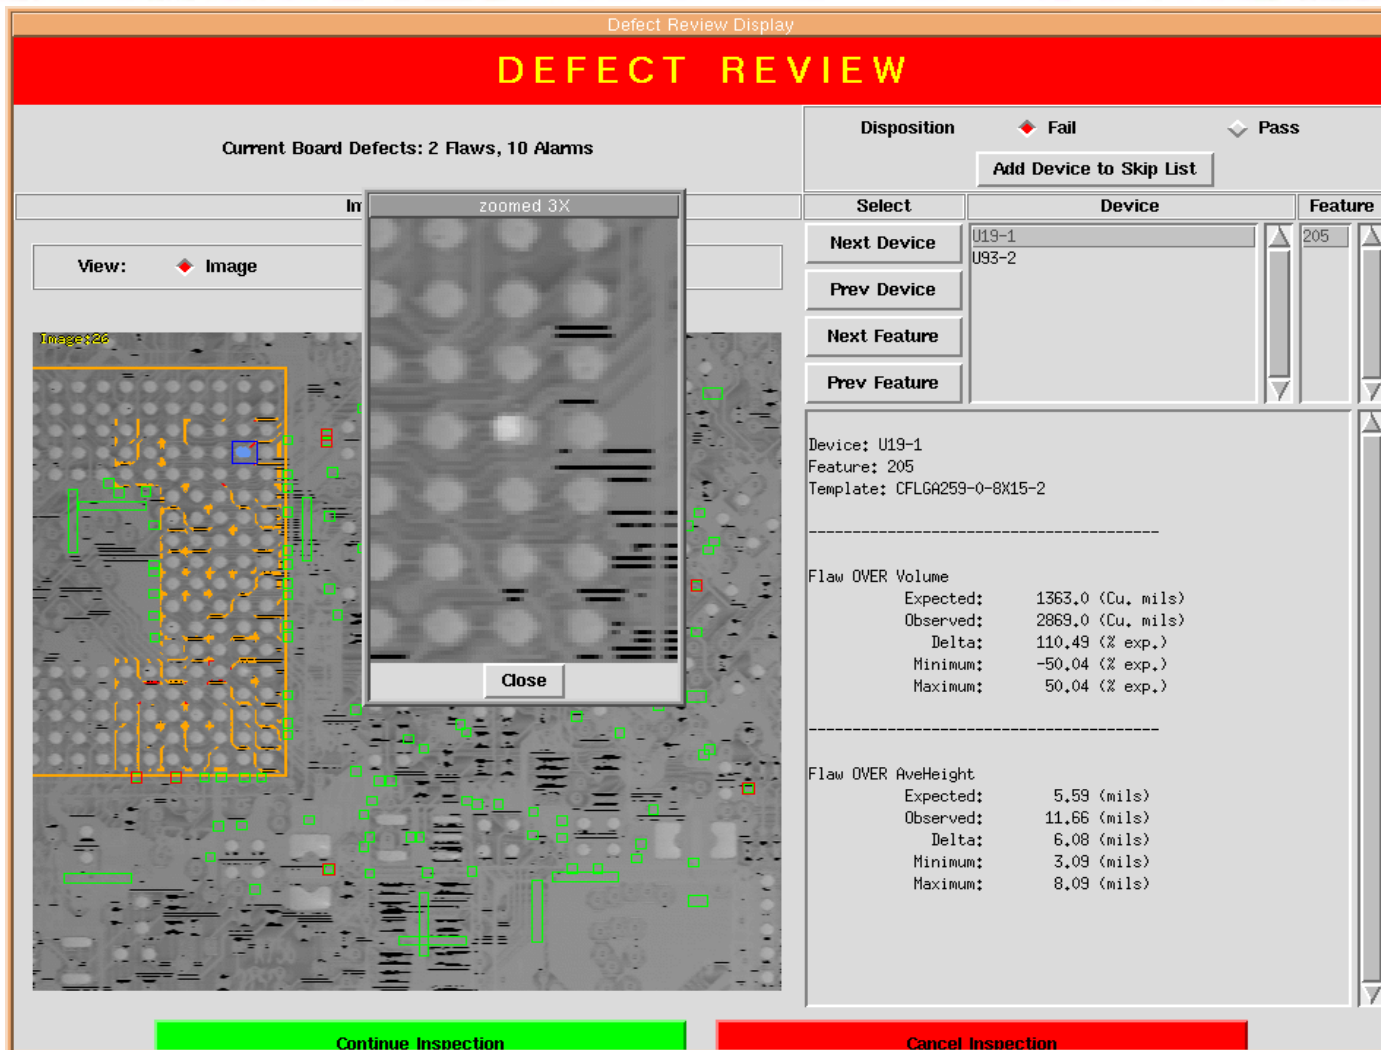 Defect Review Display
DEFECT REVIEW
Current Board Defects: 2 Flaws, 10 Alarms
Disposition Fail Pass
Add Device to Skip List
Select Device Feature
Next Device
Prev Device
Next Feature
Prev Feature
U19-1
U93-2
205
View: Image
Image:26
zoomed 3X
Close
Device: U19-1
Feature: 205
Template: CFLGA259-0-8X15-2
----------------------------------------
Flaw OVER Volume
Expected: 1363.0 (Cu. mils)
Observed: 2869.0 (Cu. mils)
Delta: 110.49 (% exp.)
Minimum: -50.04 (% exp.)
Maximum: 50.04 (% exp.)
----------------------------------------
Flaw OVER AveHeight
Expected: 5.59 (mils)
Observed: 11.66 (mils)
Delta: 6.08 (mils)
Minimum: 3.09 (mils)
Maximum: 8.09 (mils)
Continue Inspection
Cancel Inspection